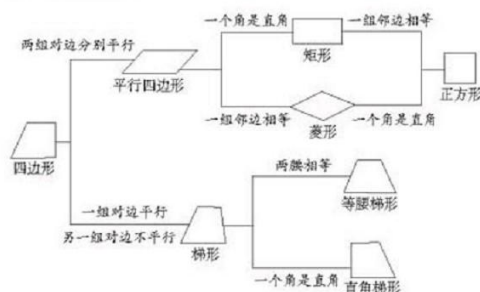 一个角是直角
一组邻边相等
两组对边分别平行
矩形
平行四边形
正方形
一组邻边相等
菱形
一个角是直角
四边形
两腰相等
一组对边平行
等腰梯形
另一组对边不平行
梯形
一个角是直角
直角梯形